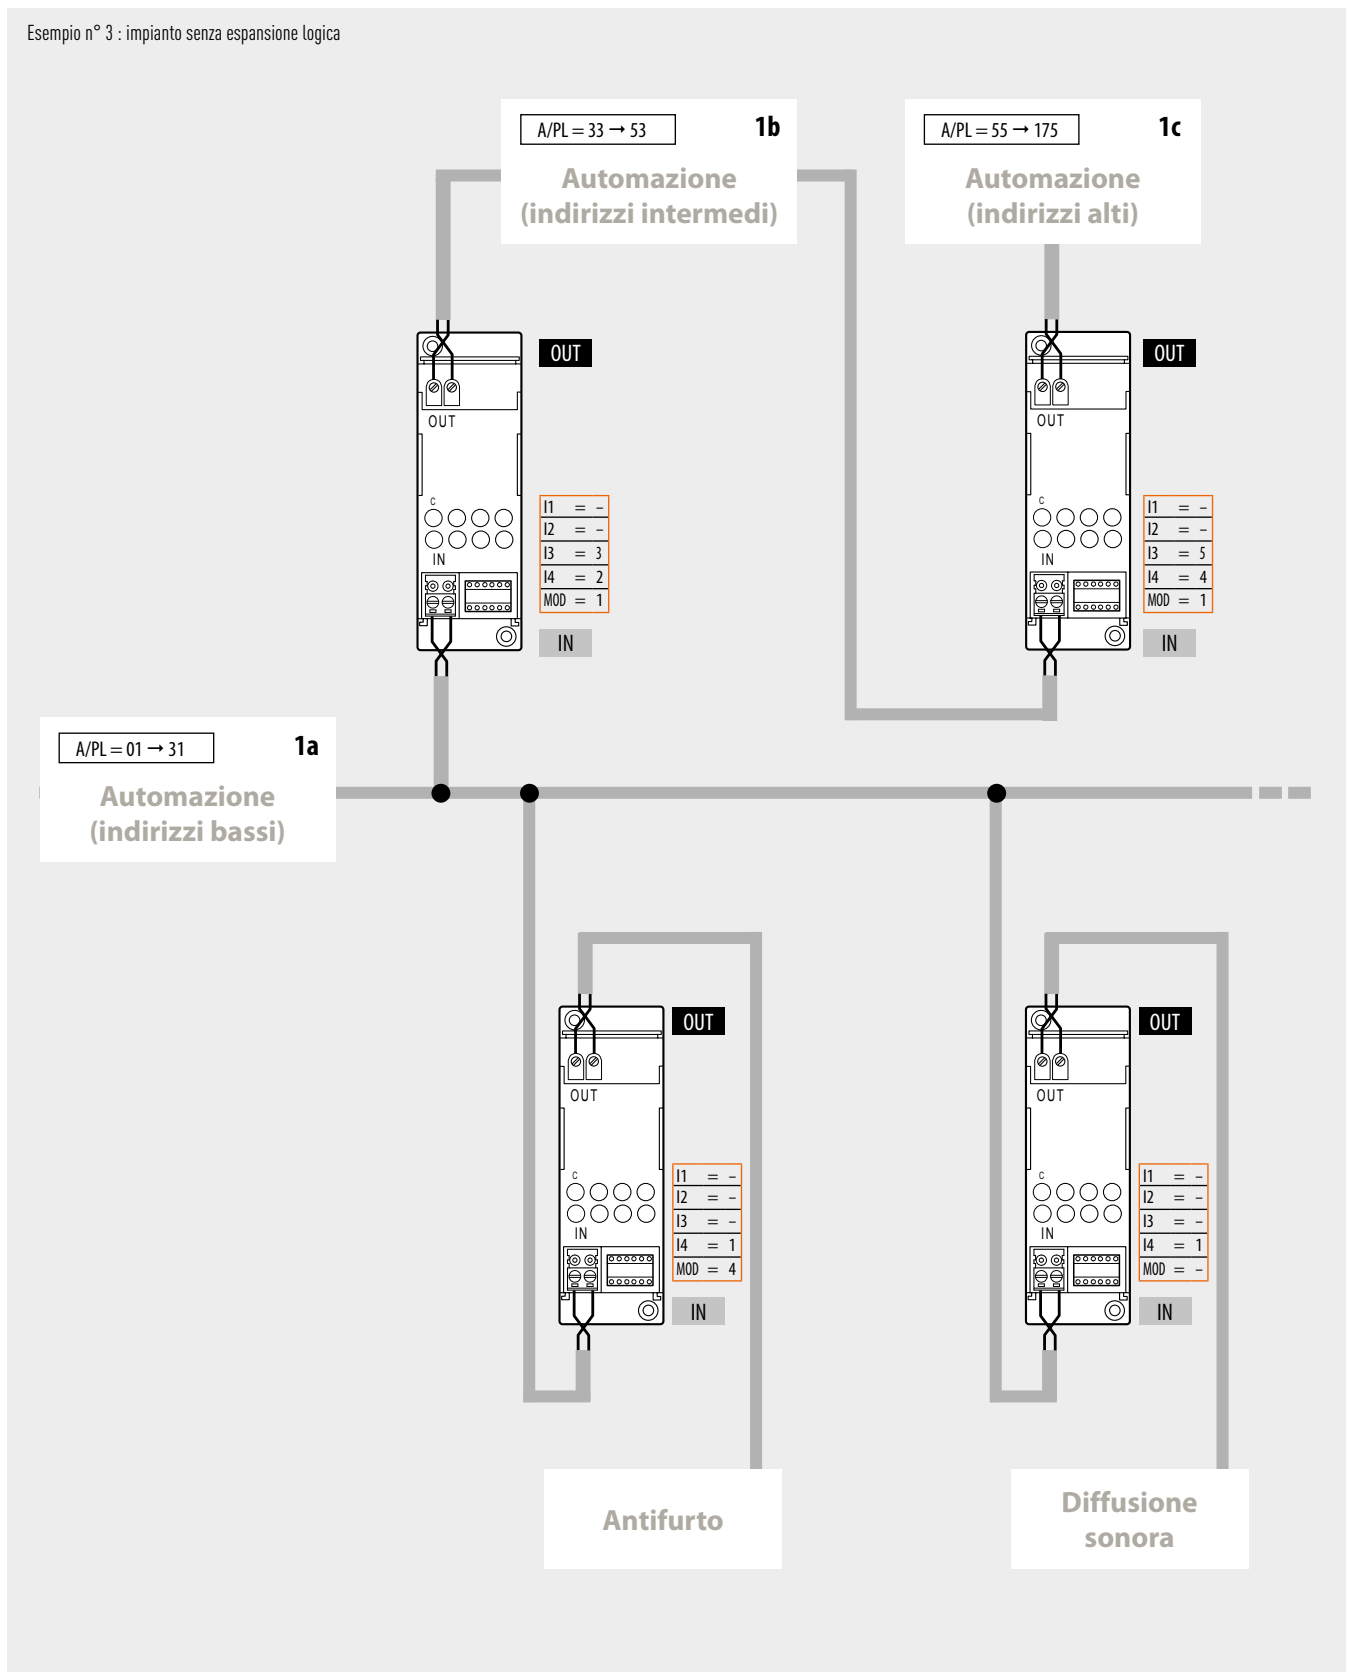 Esempio n° 3 : impianto senza espansione logica
A/PL = 33 → 53
1b
Automazione
(indirizzi intermedi)
A/PL = 55 → 175
1c
Automazione
(indirizzi alti)
OUT
OUT
C
IN
I1 = –
I2 = –
I3 = 3
I4 = 2
MOD = 1
IN
OUT
OUT
C
IN
I1 = –
I2 = –
I3 = 5
I4 = 4
MOD = 1
IN
A/PL = 01 → 31
1a
Automazione
(indirizzi bassi)
OUT
OUT
C
IN
I1 = –
I2 = –
I3 = –
I4 = 1
MOD = 4
IN
OUT
OUT
C
IN
I1 = –
I2 = –
I3 = –
I4 = 1
MOD = –
IN
Antifurto
Diffusione
sonora